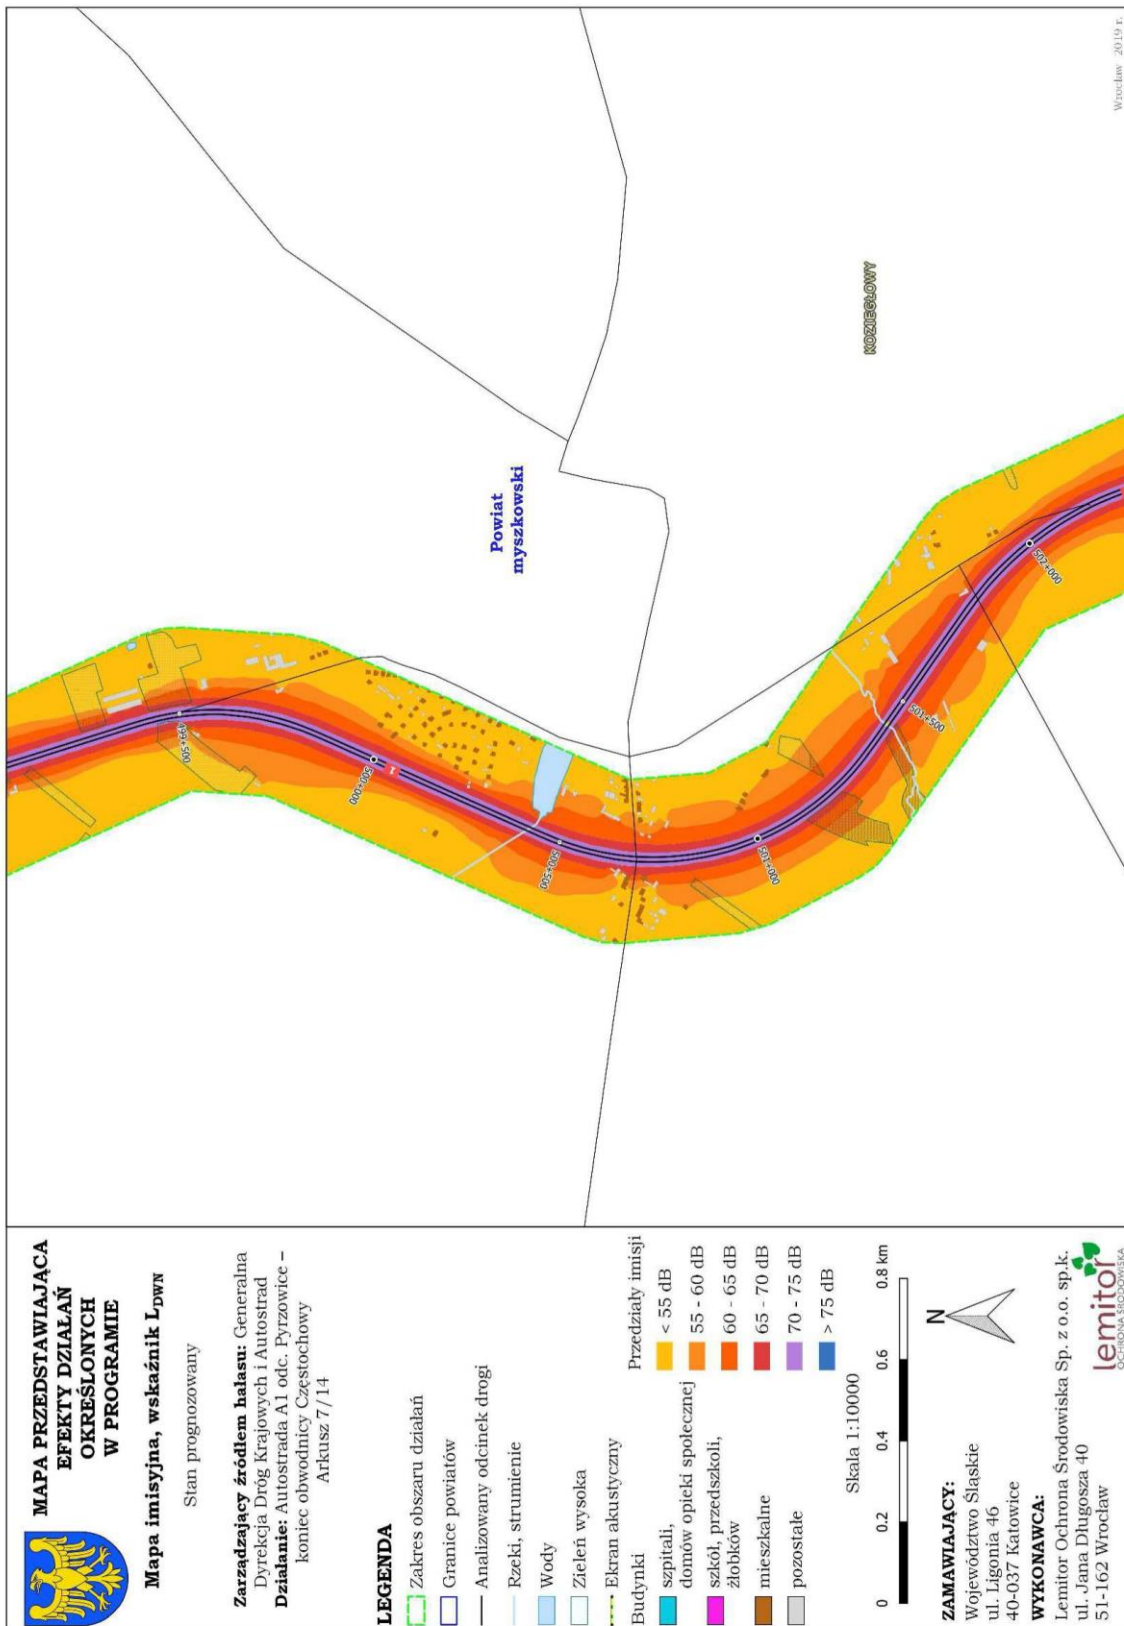 MAPA PRZEDSTAWIAJĄCA
EFEKTY DZIAŁAŃ
OKREŚLONYCH
W PROGRAMIE
Mapa imisyjna, wskaźnik LDWN
Stan prognozowany
Zarządzający źródłem hałasu: Generalna
Dyrekcja Dróg Krajowych i Autostrad
Działanie: Autostrada A1 odc. Pyrzowice –
koniec obwodnicy Częstochowy
Arkusz 7/14
LEGENDA
Zakres obszaru działań
Granice powiatów
Analizowany odcinek drogi
Rzeki, strumienie
Wody
Zieleń wysoka
Ekran akustyczny
Budynki
szpitali,
domów opieki społecznej
szkół, przedszkoli,
żłobków
mieszkalne
pozostałe
Przedziały imisji
< 55 dB
55 - 60 dB
60 - 65 dB
65 - 70 dB
70 - 75 dB
> 75 dB
Skala 1:10000
0 0.2 0.4 0.6 0.8 km
N
ZAMAWIAJĄCY:
Województwo Śląskie
ul. Ligonia 46
40-037 Katowice
WYKONAWCA:
Lemitor Ochrona Środowiska Sp. z o.o. sp.k.
ul. Jana Długosza 40
51-162 Wrocław
lemitor
OCHRONA ŚRODOWISKA
499+500
500+000
1
500+500
501+000
501+500
502+000
Powiat
myszkowski
KOZIEGŁOWY
Wrocław 2019 r.